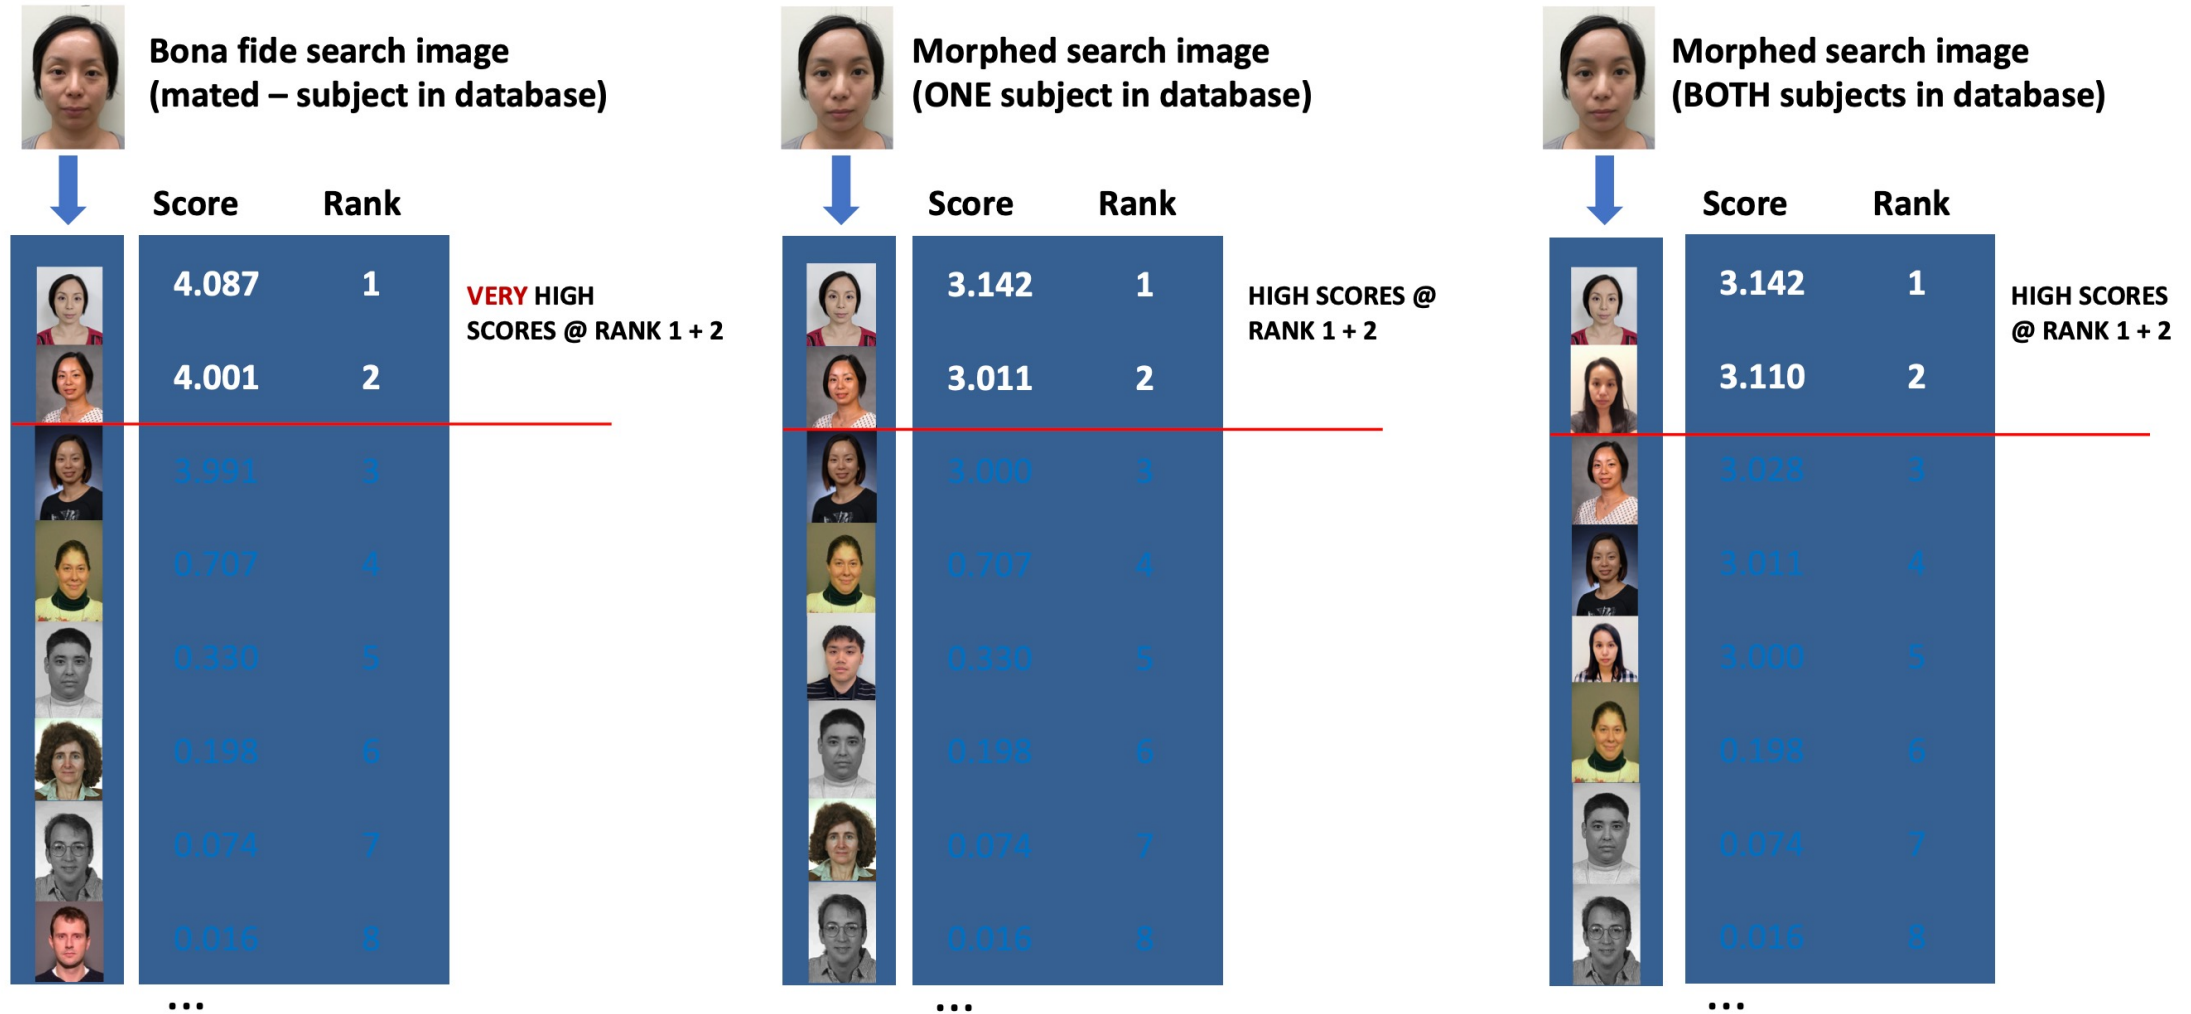 Bona fide search image
(mated – subject in database)
Score Rank
4.087 1
4.001 2
3.991 3
0.707 4
0.330 5
0.198 6
0.074 7
0.016 8
...
VERY HIGH
SCORES @ RANK 1 + 2
Morphed search image
(ONE subject in database)
Score Rank
3.142 1
3.011 2
3.000 3
0.707 4
0.330 5
0.198 6
0.074 7
0.016 8
...
HIGH SCORES @
RANK 1 + 2
Morphed search image
(BOTH subjects in database)
Score Rank
3.142 1
3.110 2
3.028 3
3.011 4
3.000 5
0.198 6
0.074 7
0.016 8
...
HIGH SCORES
@ RANK 1 + 2